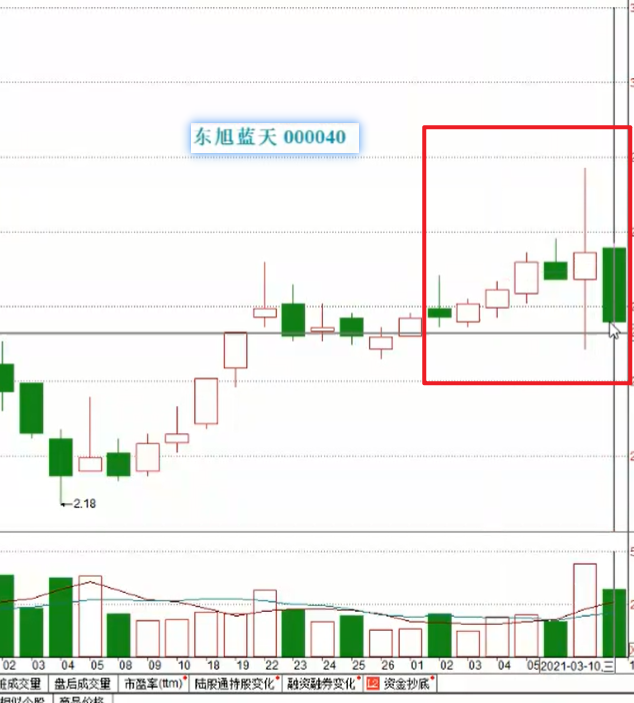 东旭蓝天 000040
2.18
02 03 04 05 08 09 10 18 19 22 23 24 25 26 01 02 03 04 05 2021-03-10,三
成交量 盘后成交量 市盈率(ttm) 陆股通持股变化 融资融券变化 L2 资金抄底